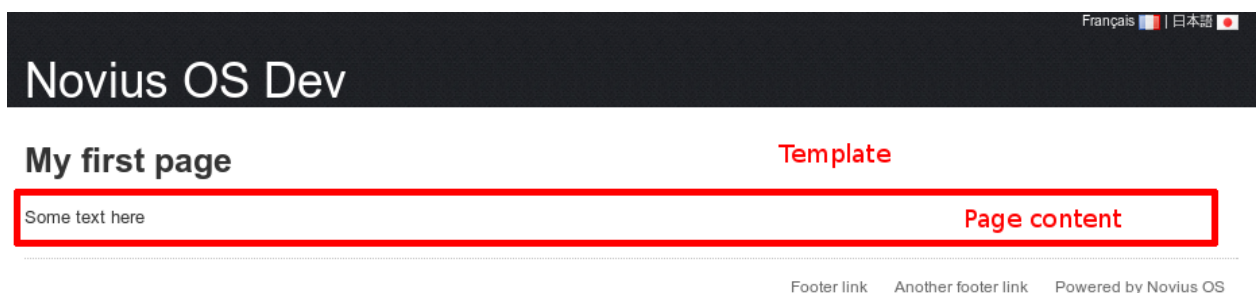 Français | 日本語
Novius OS Dev
My first page
Template
Some text here
Page content
Footer link Another footer link Powered by Novius OS